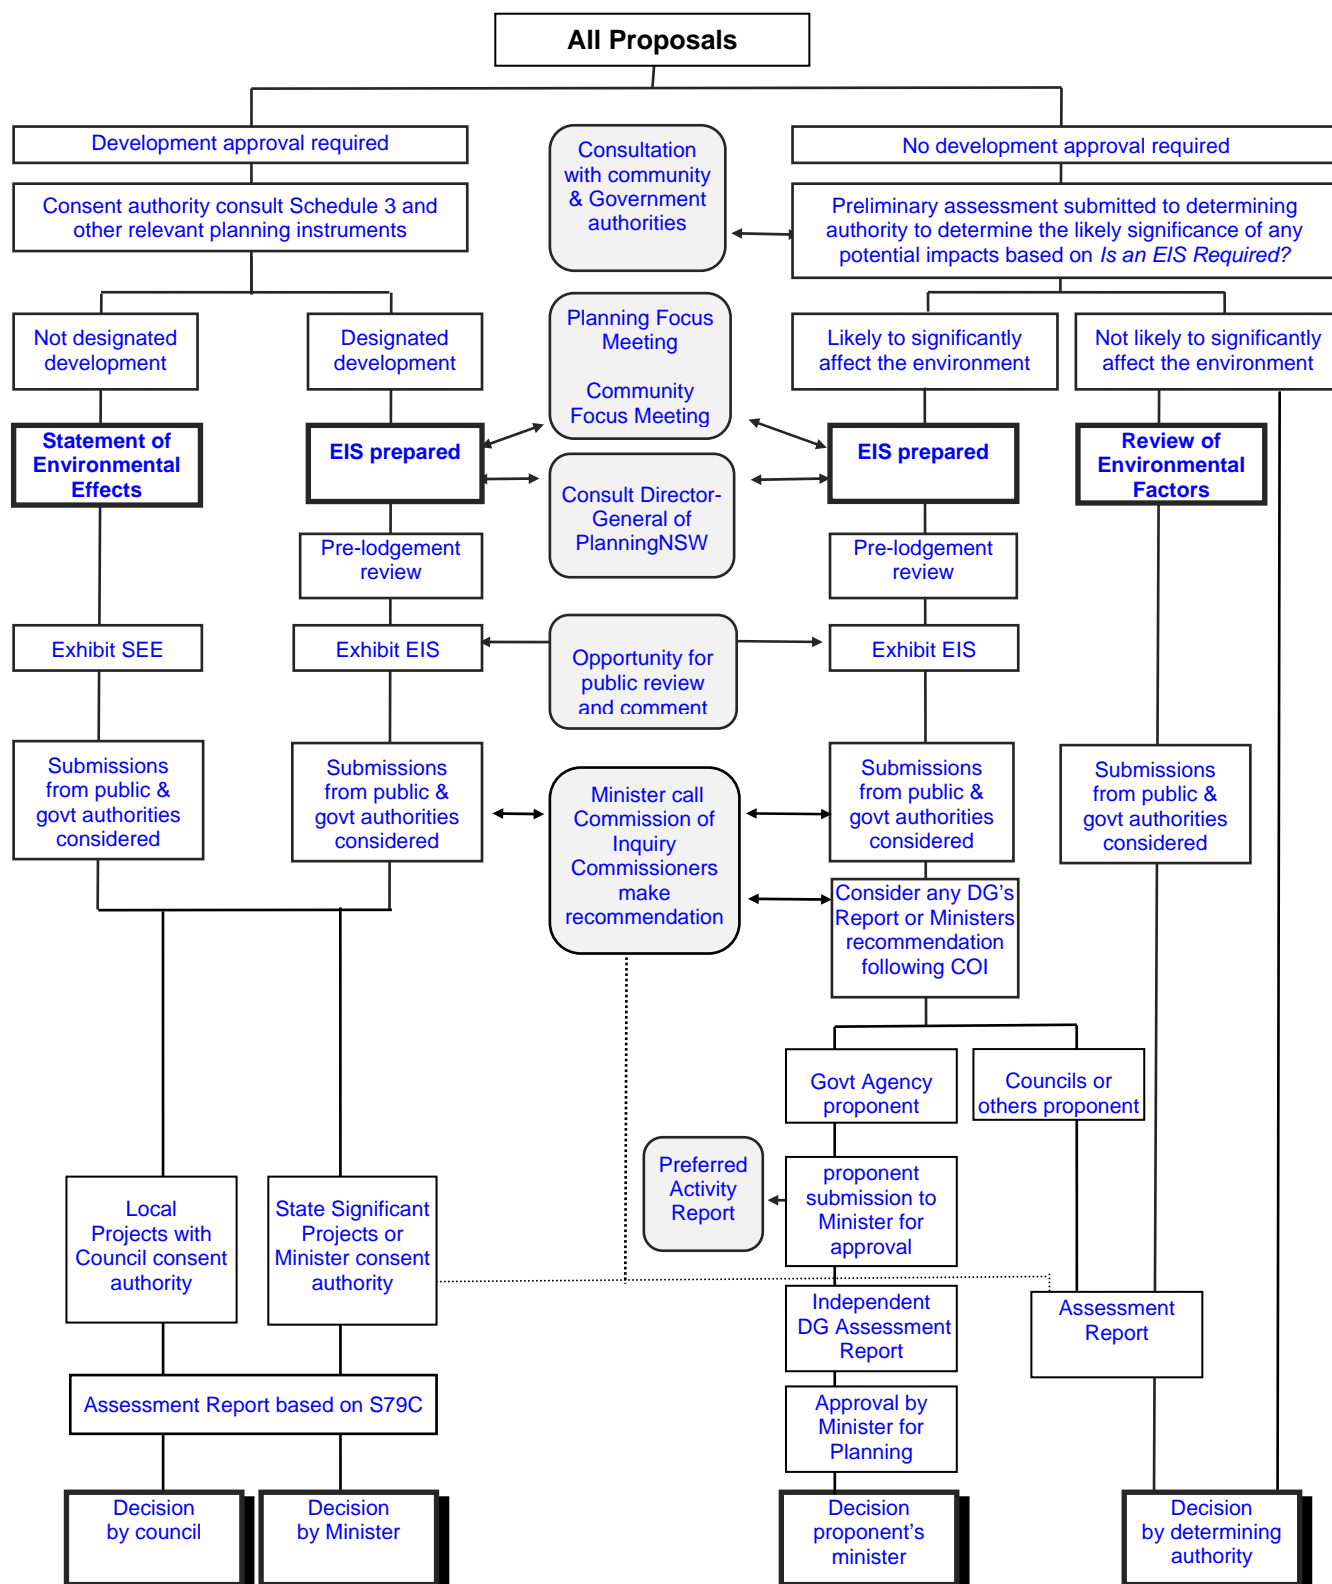 All Proposals
Development approval required
No development approval required
Consultation
with community
& Government
authorities
Consent authority consult Schedule 3 and
other relevant planning instruments
Preliminary assessment submitted to determining
authority to determine the likely significance of any
potential impacts based on Is an EIS Required?
Not designated
development
Designated
development
Planning Focus
Meeting
Community
Focus Meeting
Likely to significantly
affect the environment
Not likely to significantly
affect the environment
Statement of
Environmental
Effects
EIS prepared
EIS prepared
Review of
Environmental
Factors
Consult Director-
General of
PlanningNSW
Pre-lodgement
review
Pre-lodgement
review
Exhibit SEE
Exhibit EIS
Opportunity for
public review
and comment
Exhibit EIS
Submissions
from public &
govt authorities
considered
Submissions
from public &
govt authorities
considered
Minister call
Commission of
Inquiry
Commissioners
make
recommendation
Submissions
from public &
govt authorities
considered
Submissions
from public &
govt authorities
considered
Consider any DG's
Report or Ministers
recommendation
following COI
Govt Agency
proponent
Councils or
others proponent
Preferred
Activity
Report
proponent
submission to
Minister for
approval
Local
Projects with
Council consent
authority
State Significant
Projects or
Minister consent
authority
Independent
DG Assessment
Report
Assessment
Report
Assessment Report based on S79C
Approval by
Minister for
Planning
Decision
by council
Decision
by Minister
Decision
proponent's
minister
Decision
by determining
authority